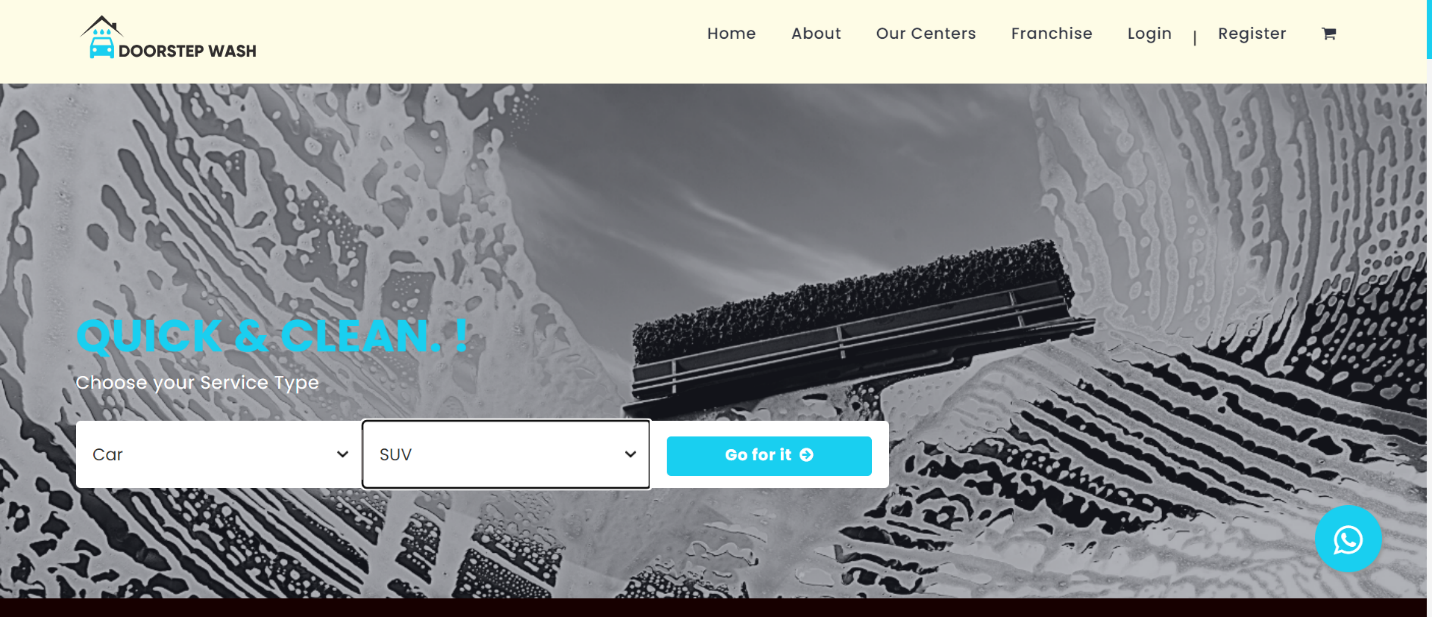 DOORSTEP WASH
Home About Our Centers Franchise Login | Register
QUICK & CLEAN. !
Choose your Service Type
Car SUV Go for it